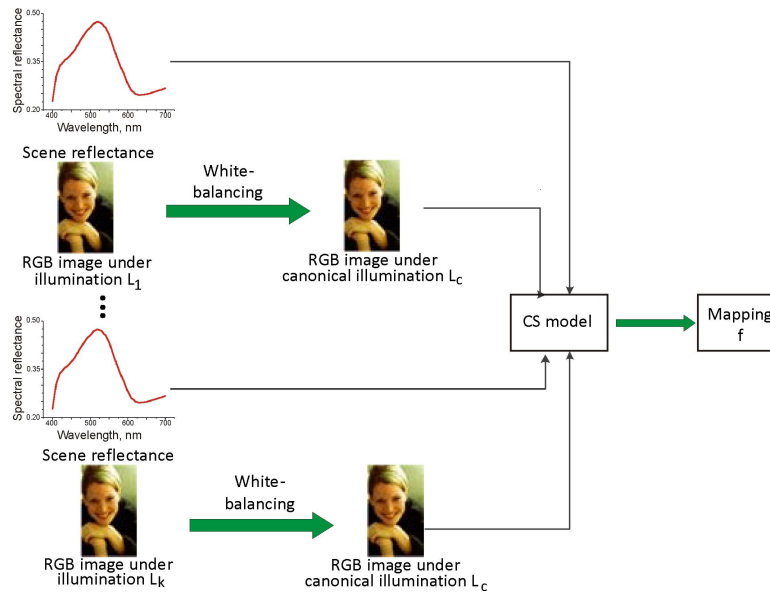 0.50
0.35
0.20
Spectral reflectance
400 500 600 700
Wavelength, nm
Scene reflectance
White-
balancing
RGB image under
illumination L1
RGB image under
canonical illumination Lc
CS model
Mapping
f
0.50
0.35
0.20
Spectral reflectance
400 500 600 700
Wavelength, nm
Scene reflectance
White-
balancing
RGB image under
illumination Lk
RGB image under
canonical illumination Lc